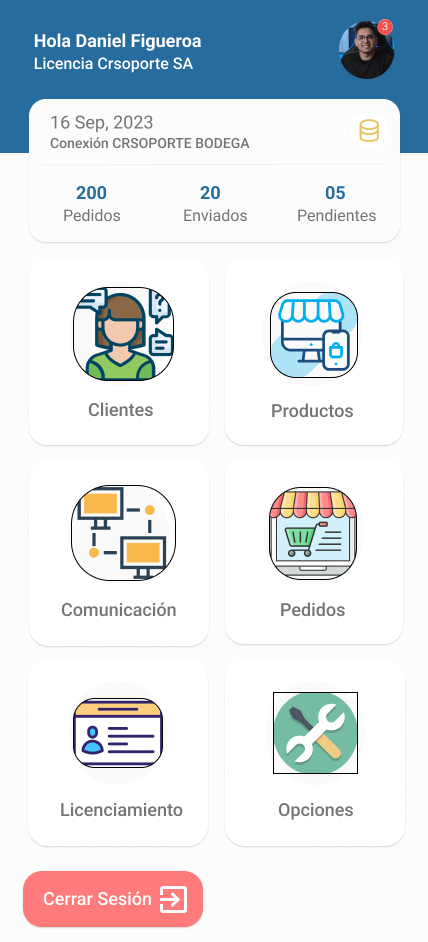 Hola Daniel Figueroa
Licencia Crsoporte SA
3
16 Sep, 2023
Conexión CRSOPORTE BODEGA
200 20 05
Pedidos Enviados Pendientes
Clientes Productos
Comunicación Pedidos
Licenciamiento Opciones
Cerrar Sesión